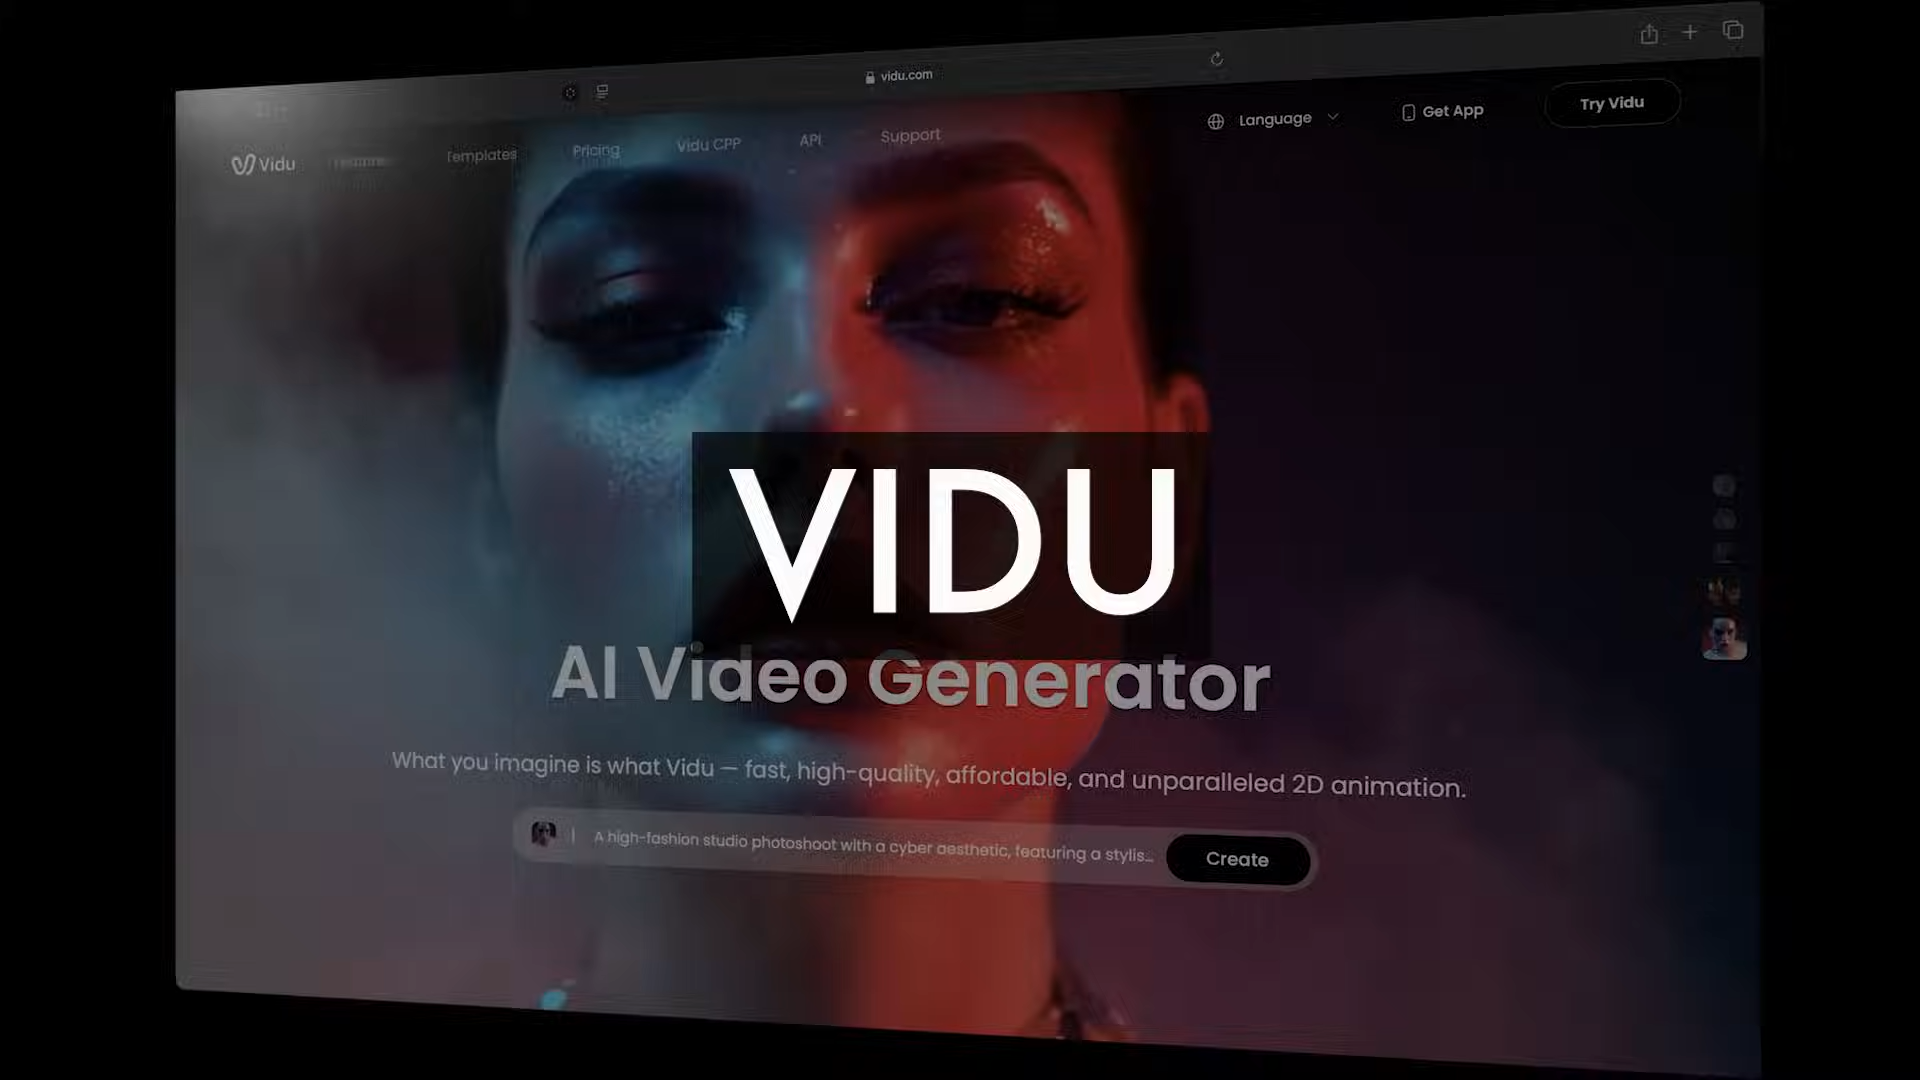 vidu.com
Vidu
Templates
Pricing
Vidu CPP
API
Support
Language
Get App
Try Vidu
VIDU
AI Video Generator
What you imagine is what Vidu — fast, high-quality, affordable, and unparalleled 2D animation.
A high-fashion studio photoshoot with a cyber aesthetic, featuring a stylis...
Create